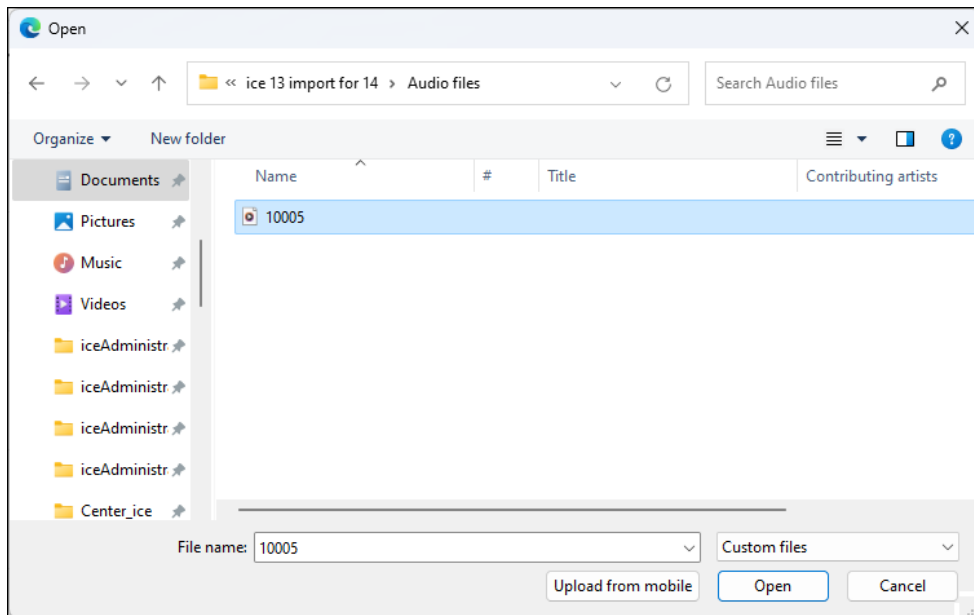 Open
« ice 13 import for 14 > Audio files
Search Audio files
Organize
New folder
Name
#
Title
Contributing artists
Documents
Pictures
Music
Videos
iceAdministr
iceAdministr
iceAdministr
iceAdministr
Center_ice
10005
File name: 10005
Custom files
Upload from mobile
Open
Cancel